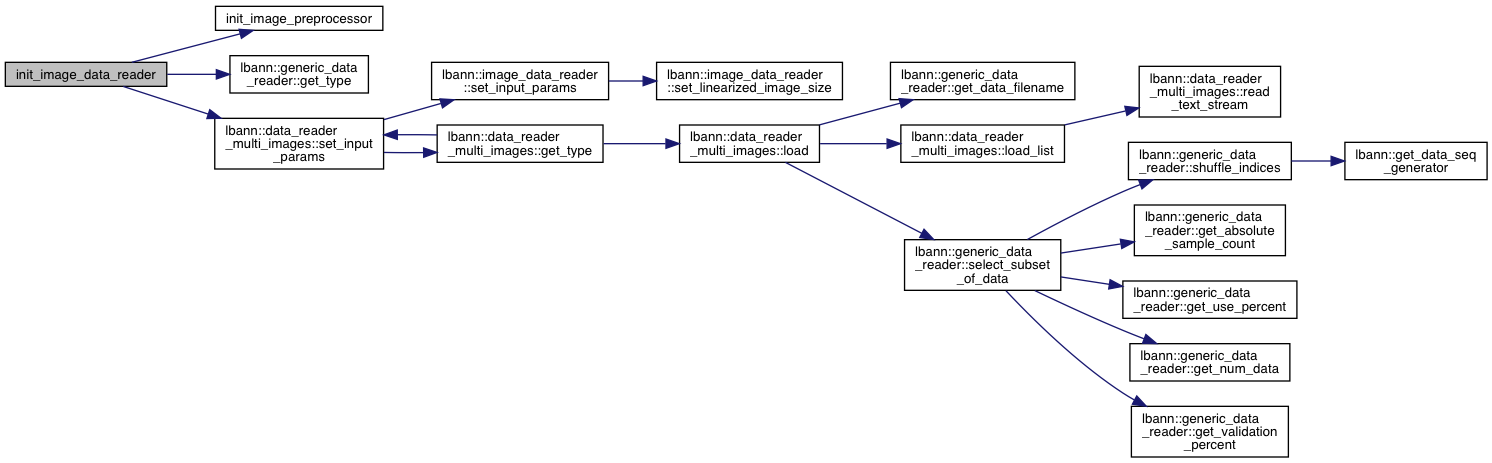 init_image_preprocessor
init_image_data_reader
lbann::generic_data
_reader::get_type
lbann::data_reader
_multi_images::set_input
_params
lbann::image_data_reader
::set_input_params
lbann::data_reader
_multi_images::get_type
lbann::image_data_reader
::set_linearized_image_size
lbann::data_reader
_multi_images::load
lbann::generic_data
_reader::get_data_filename
lbann::data_reader
_multi_images::load_list
lbann::generic_data
_reader::select_subset
_of_data
lbann::data_reader
_multi_images::read
_text_stream
lbann::generic_data
_reader::shuffle_indices
lbann::get_data_seq
_generator
lbann::generic_data
_reader::get_absolute
_sample_count
lbann::generic_data
_reader::get_use_percent
lbann::generic_data
_reader::get_num_data
lbann::generic_data
_reader::get_validation
_percent